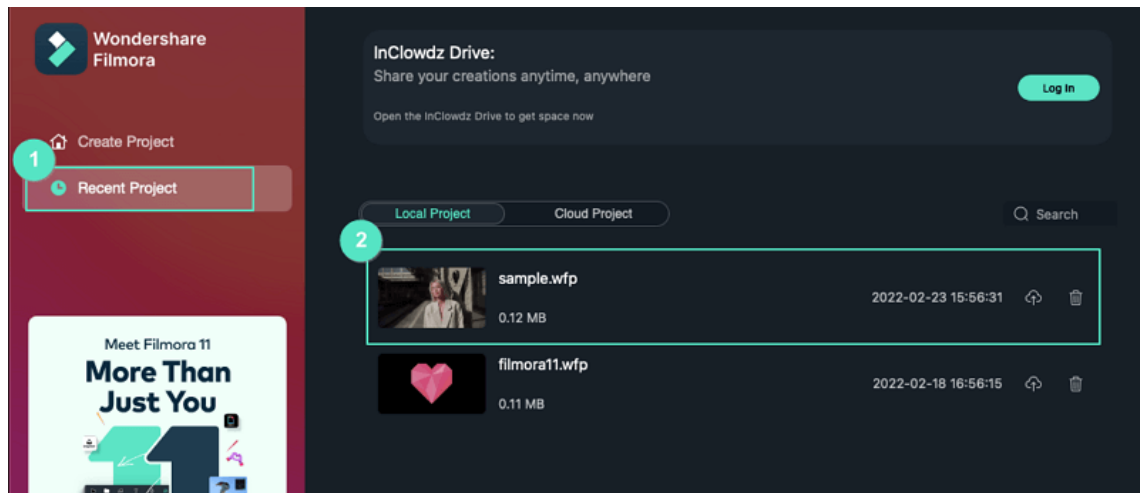 Wondershare
Filmora
1
Create Project
Recent Project
Meet Filmora 11
More Than
Just You
11
InClowdz Drive:
Share your creations anytime, anywhere
Open the InClowdz Drive to get space now
Log In
Local Project
Cloud Project
Search
2
sample.wfp
0.12 MB
2022-02-23 15:56:31
filmora11.wfp
0.11 MB
2022-02-18 16:56:15